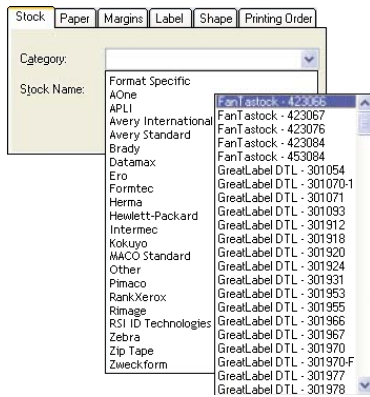 Stock Paper Margins Label Shape Printing Order
Category:
Stock Name:
Format Specific
AOne
APLI
Avery International
Avery Standard
Brady
Datamax
Ero
Formtec
Herma
Hewlett-Packard
Intermec
Kokuyo
MACO Standard
Other
Pimaco
RankXerox
Rimage
RSI ID Technologies
Zebra
Zip Tape
Zweckform
FanTastock - 423066
FanTastock - 423067
FanTastock - 423076
FanTastock - 423084
FanTastock - 453084
GreatLabel DTL - 301054
GreatLabel DTL - 301070-1
GreatLabel DTL - 301071
GreatLabel DTL - 301093
GreatLabel DTL - 301912
GreatLabel DTL - 301918
GreatLabel DTL - 301920
GreatLabel DTL - 301924
GreatLabel DTL - 301931
GreatLabel DTL - 301953
GreatLabel DTL - 301955
GreatLabel DTL - 301966
GreatLabel DTL - 301967
GreatLabel DTL - 301970
GreatLabel DTL - 301970-F
GreatLabel DTL - 301977
GreatLabel DTL - 301978